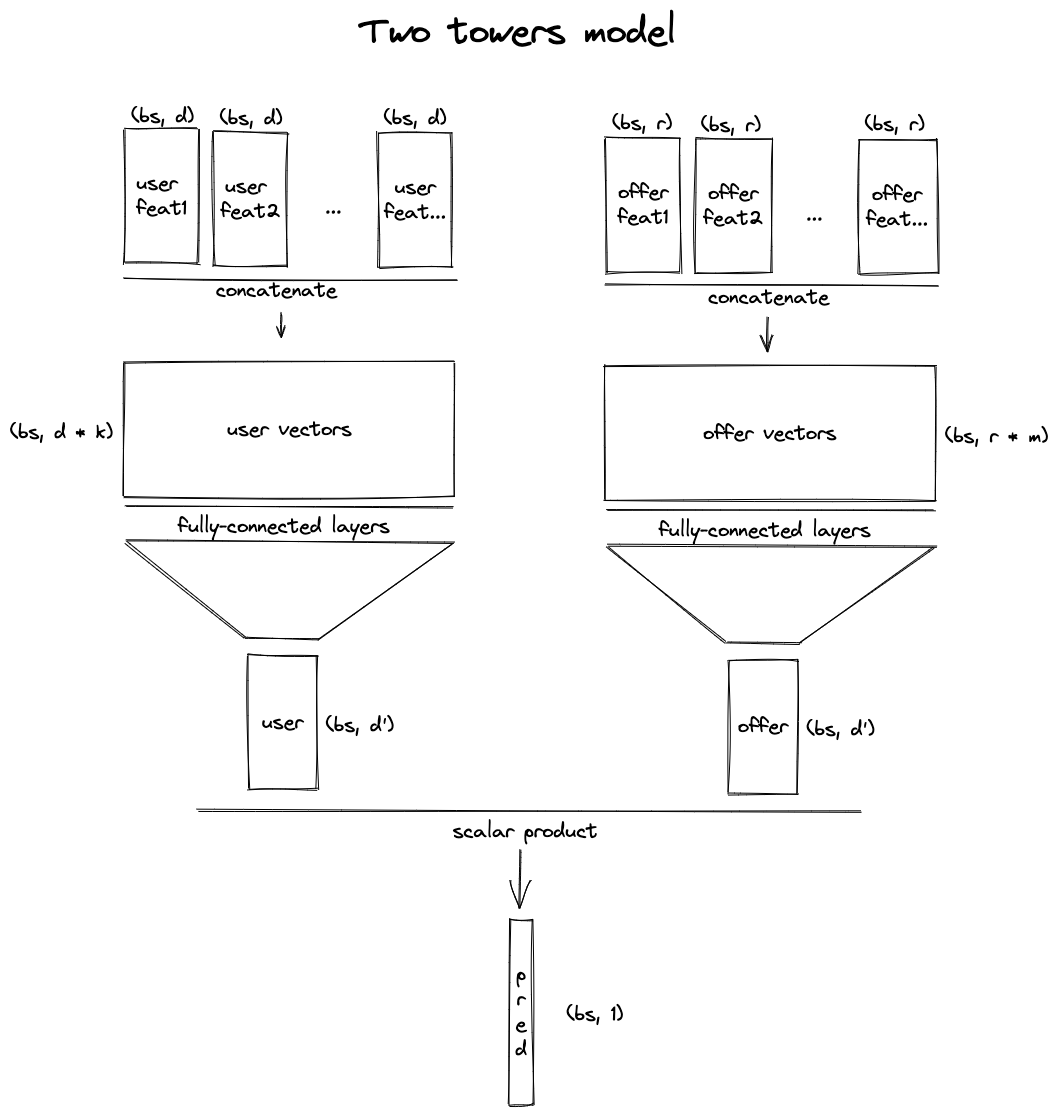 Two towers model
(bs, d) (bs, d) (bs, d)
user
feat1
user
feat2
...
user
feat...
concatenate
(bs, d * k)
user vectors
fully-connected layers
user
(bs, d')
(bs, r) (bs, r) (bs, r)
offer
feat1
offer
feat2
...
offer
feat...
concatenate
offer vectors
(bs, r * m)
fully-connected layers
offer
(bs, d')
scalar product
p
r
e
d
(bs, 1)